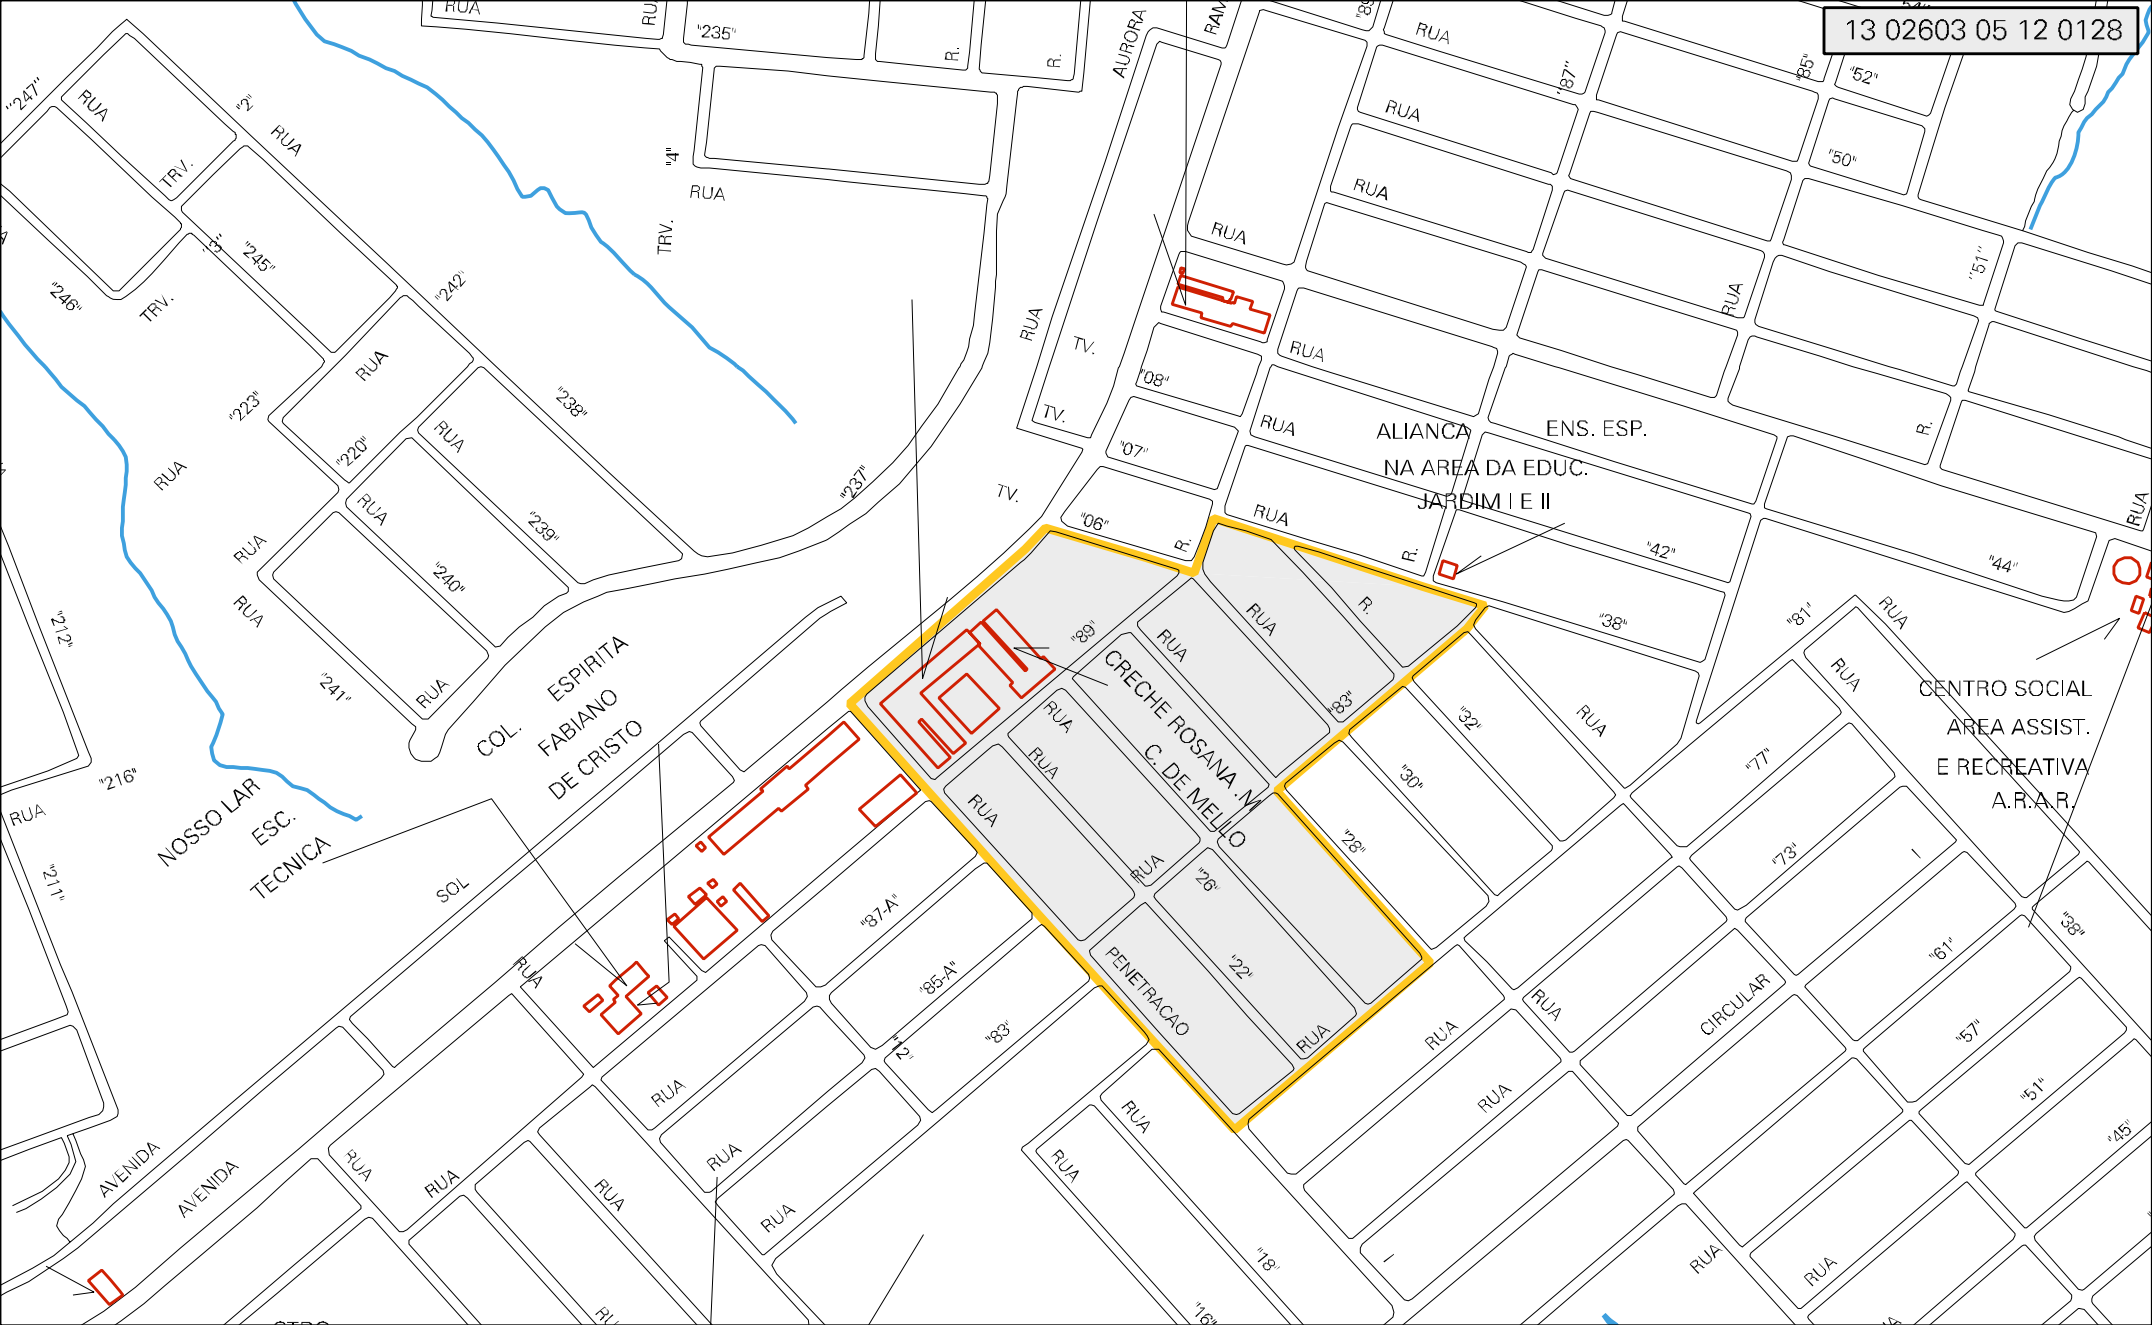 13 02603 05 12 0128
RUA
"235"
R.
R.
AURORA
RUA
"87"
"85"
"52"
"247"
RUA
"2"
RUA
TRV.
"4"
RUA
TRV.
RUA
"50"
RUA
RUA
"3"
"245"
"246"
TRV.
"242"
"51"
RUA
RUA
TV.
RUA
"08"
RUA
"223"
"238"
TV.
RUA
R.
RUA
"220"
"07"
ALIANCA ENS. ESP.
NA AREA DA EDUC.
JARDIM I E II
RUA
RUA
"237"
TV.
"06"
RUA
R.
R.
"42"
"44"
RUA
RUA
"239"
"240"
RUA
"212"
"241"
RUA
COL. ESPIRITA
FABIANO
DE CRISTO
"89"
RUA
RUA
R.
"38"
"81"
RUA
RUA
CENTRO SOCIAL
AREA ASSIST.
E RECREATIVA
A.R.A.R.
CRECHE ROSANA .M
C. DE MELLO
RUA
RUA
RUA
"83"
"32"
"30"
"28"
RUA
"77"
"73"
"216"
RUA
NOSSO LAR
ESC.
TECNICA
"211"
SOL
RUA
"87-A"
"85-A"
"83"
"12"
RUA
"26"
"22"
PENETRACAO
RUA
RUA
RUA
CIRCULAR
"61"
"38"
"57"
"51"
"45"
RUA
RUA
AVENIDA
AVENIDA
RUA
RUA
RUA
RUA
RUA
RUA
RUA
"18"
"16"
RUA
RUA